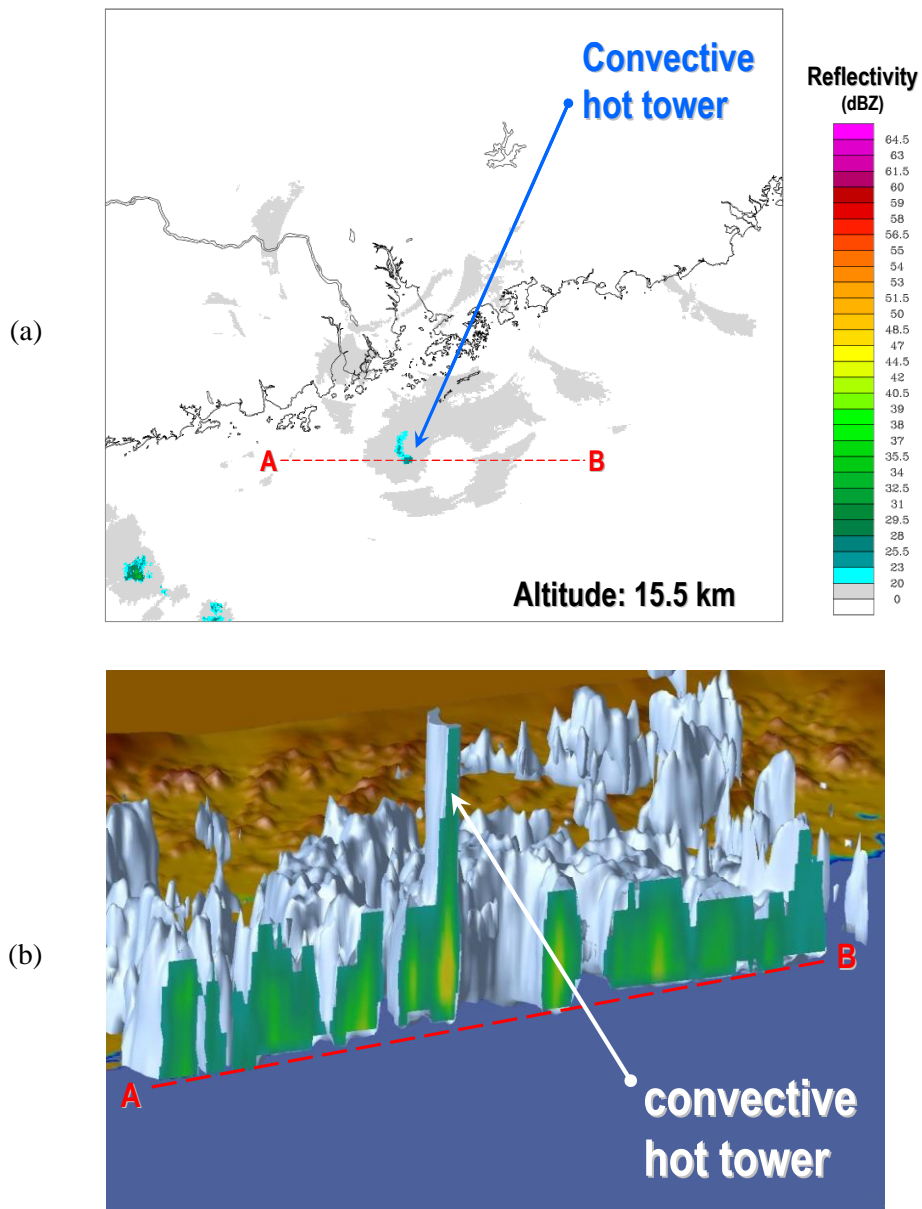 (a)
Convective
hot tower
A
B
Altitude: 15.5 km
Reflectivity
(dBZ)
64.5
63
61.5
60
59
58
56.5
55
54
53
51.5
50
48.5
47
44.5
42
40.5
39
38
37
35.5
34
32.5
31
29.5
28
25.5
23
20
0
(b)
A
B
convective
hot tower